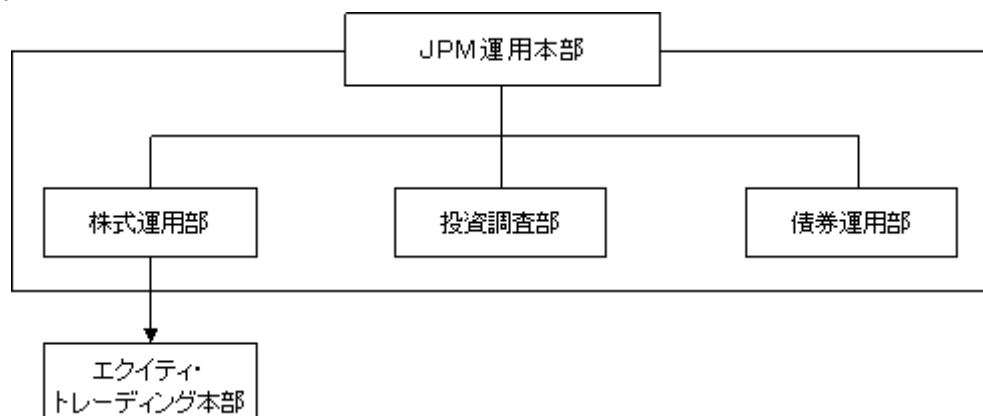 JPM運用本部
株式運用部
投資調査部
債券運用部
エクイティ・
トレーディング本部